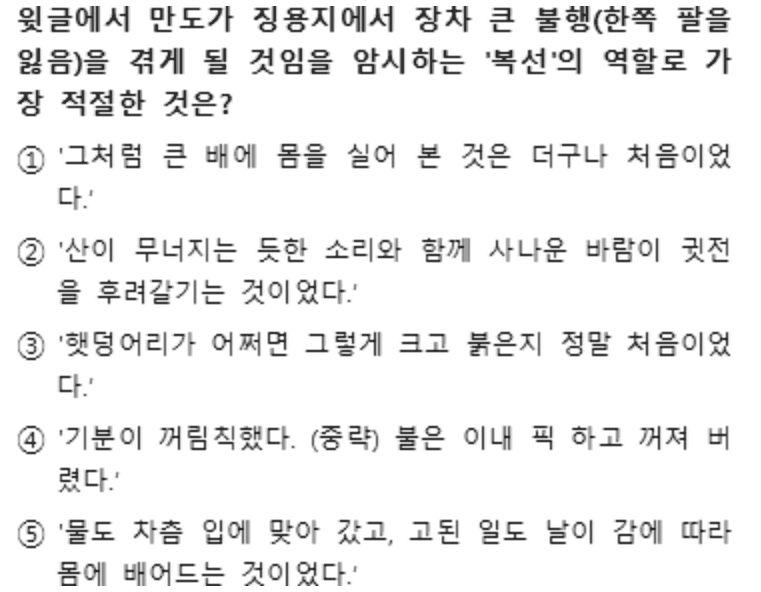 윗글에서 만도가 징용지에서 장차 큰 불행(한쪽 팔을
잃음)을 겪게 될 것임을 암시하는 '복선'의 역할로 가
장 적절한 것은?
① '그처럼 큰 배에 몸을 실어 본 것은 더구나 처음이었
다.'
② '산이 무너지는 듯한 소리와 함께 사나운 바람이 귓전
을 후려갈기는 것이었다.'
③ '햇덩어리가 어쩌면 그렇게 크고 붉은지 정말 처음이었
다.'
④ '기분이 꺼림칙했다. (중략) 불은 이내 픽 하고 꺼져 버
렸다.'
⑤ '물도 차츰 입에 맞아 갔고, 고된 일도 날이 감에 따라
몸에 배어드는 것이었다.'